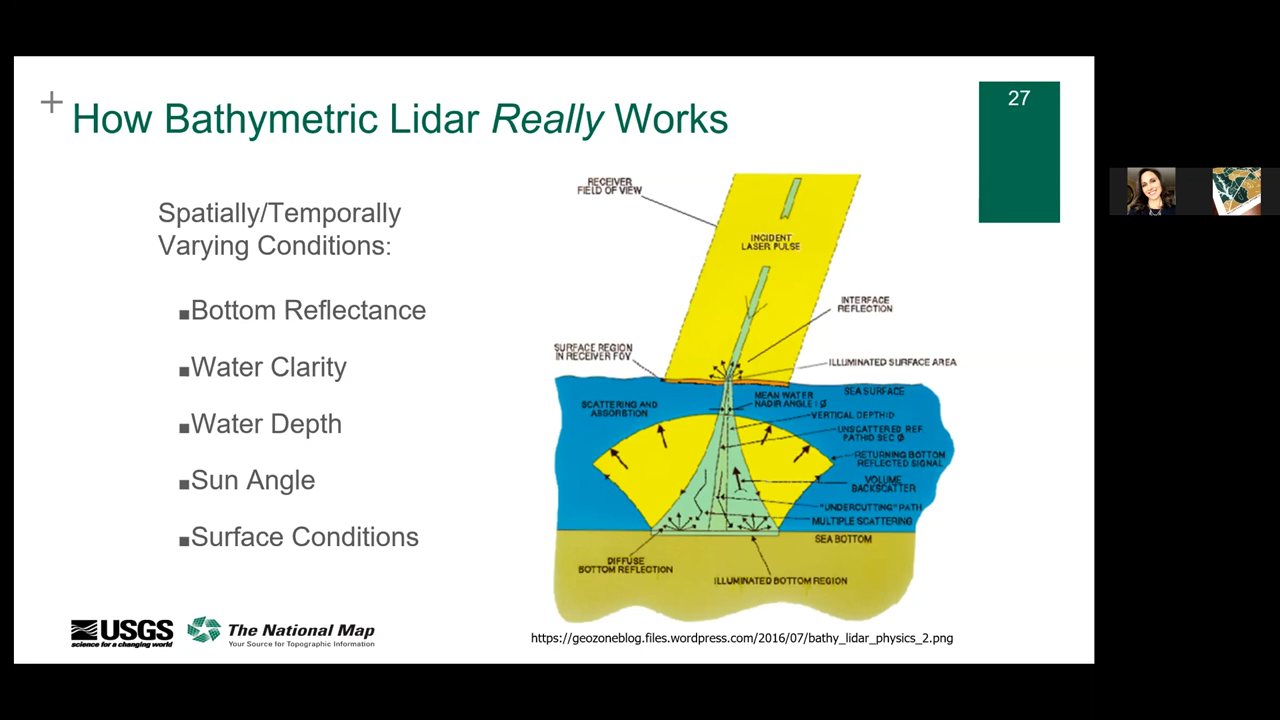 +
How Bathymetric Lidar Really Works
27
Spatially/Temporally
Varying Conditions:
▪Bottom Reflectance
▪Water Clarity
▪Water Depth
▪Sun Angle
▪Surface Conditions
RECEIVER
FIELD OF VIEW
INCIDENT
LASER PULSE
INTERFACE
REFLECTION
SURFACE REGION
IN RECEIVER FOV
ILLUMINATED SURFACE AREA
SEA SURFACE
SCATTERING AND
ABSORBTION
MEAN WATER
NADIR ANGLE : Ø
VERTICAL DEPTH:D
UNSCATTERED REF.
PATH:D SEC Ø
RETURNING BOTTOM
REFLECTED SIGNAL
VOLUME
BACKSCATTER
"UNDERCUTTING" PATH
MULTIPLE SCATTERING
SEA BOTTOM
DIFFUSE
BOTTOM REFLECTION
ILLUMINATED BOTTOM REGION
USGS
science for a changing world
The National Map
Your Source for Topographic Information
https://geozoneblog.files.wordpress.com/2016/07/bathy_lidar_physics_2.png